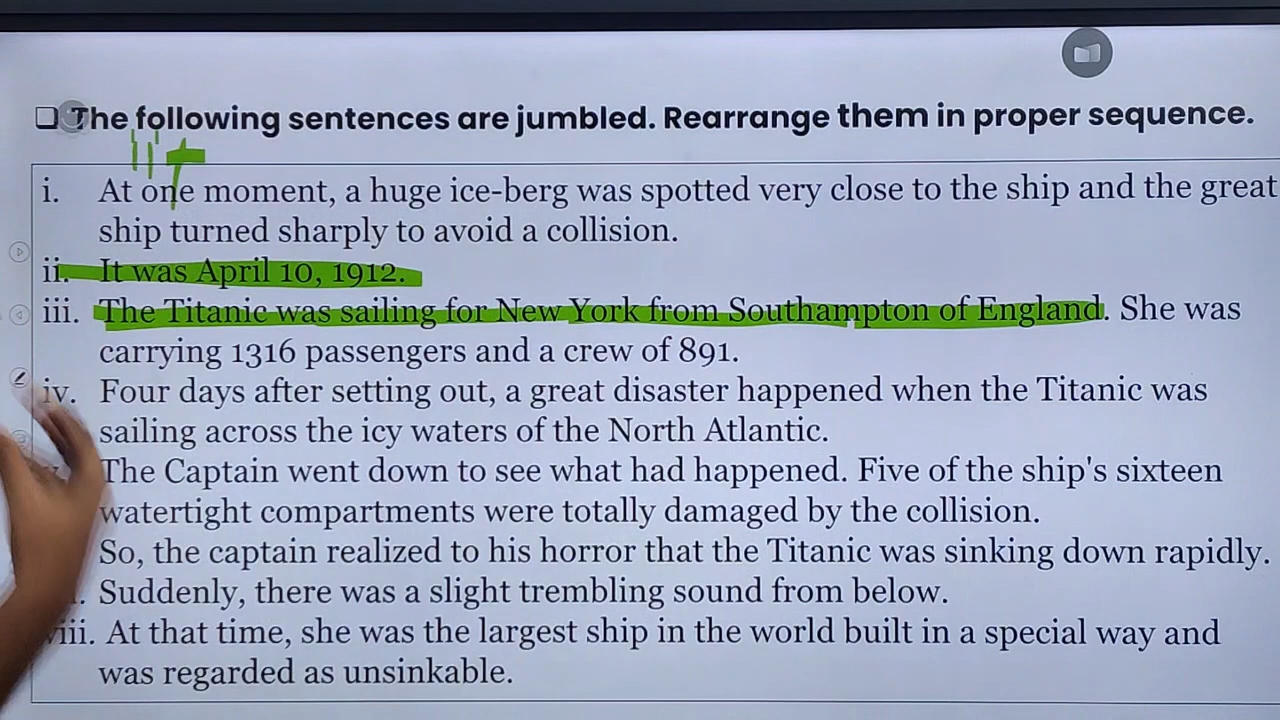 The following sentences are jumbled. Rearrange them in proper sequence.
i. At one moment, a huge ice-berg was spotted very close to the ship and the great
ship turned sharply to avoid a collision.
ii. It was April 10, 1912.
iii. The Titanic was sailing for New York from Southampton of England. She was
carrying 1316 passengers and a crew of 891.
iv. Four days after setting out, a great disaster happened when the Titanic was
sailing across the icy waters of the North Atlantic.
The Captain went down to see what had happened. Five of the ship's sixteen
watertight compartments were totally damaged by the collision.
So, the captain realized to his horror that the Titanic was sinking down rapidly.
Suddenly, there was a slight trembling sound from below.
viii. At that time, she was the largest ship in the world built in a special way and
was regarded as unsinkable.